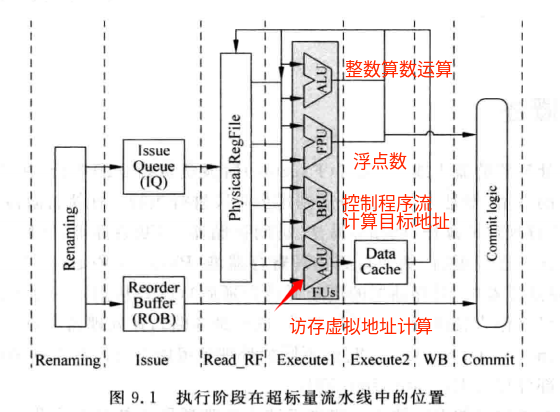 Renaming
Issue
Queue
(IQ)
Reorder
Buffer
(ROB)
Physical RegFile
ALU
FPU
BRU
AGU
FUs
整数算数运算
浮点数
控制程序流
计算目标地址
访存虚拟地址计算
Data
Cache
Commit logic
Renaming
Issue
Read_RF
Execute1
Execute2
WB
Commit
图 9.1 执行阶段在超标量流水线中的位置